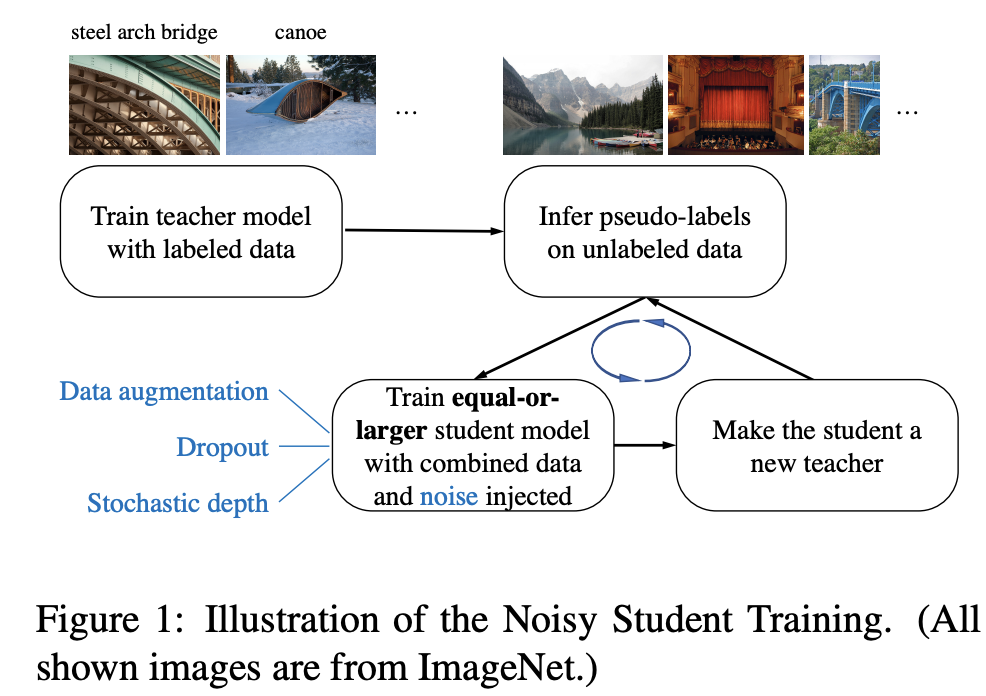 steel arch bridge
canoe
...
...
Train teacher model
with labeled data
Infer pseudo-labels
on unlabeled data
Data augmentation
Dropout
Stochastic depth
Train equal-or-
larger student model
with combined data
and noise injected
Make the student a
new teacher
Figure 1: Illustration of the Noisy Student Training. (All
shown images are from ImageNet.)